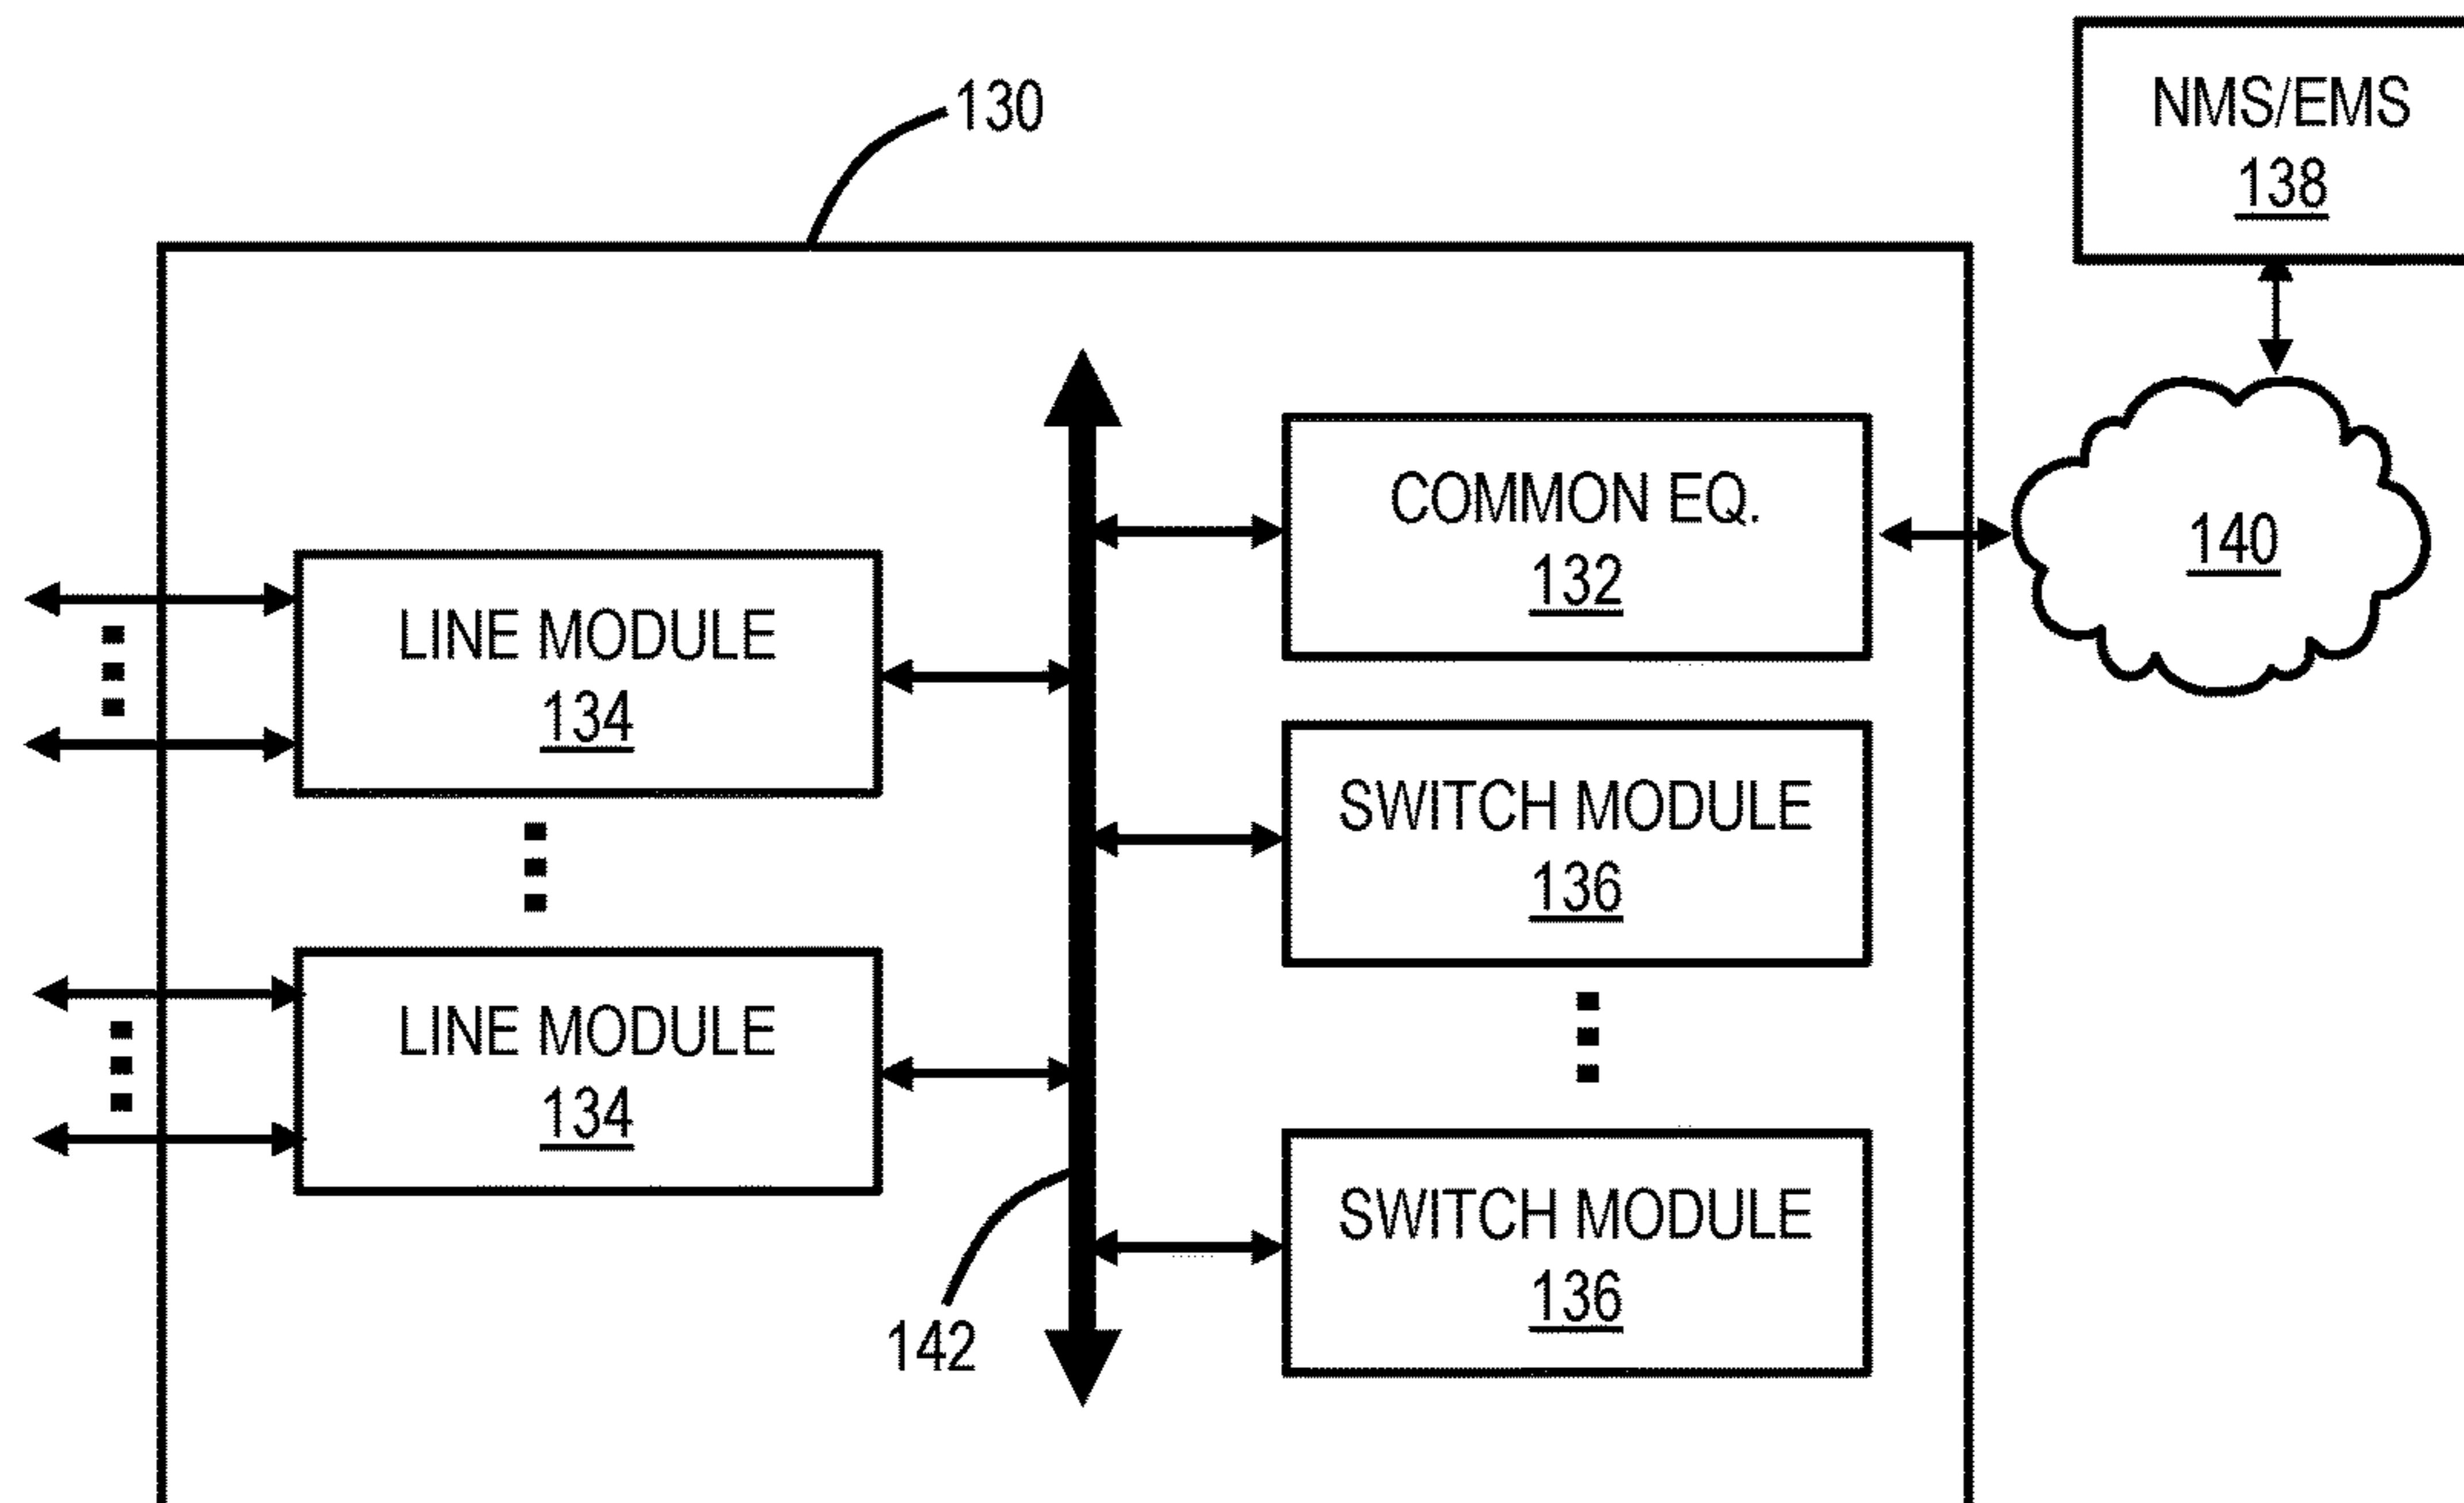 130
NMS/EMS
138
COMMON EQ.
132
140
LINE MODULE
134
SWITCH MODULE
136
LINE MODULE
134
SWITCH MODULE
136
142